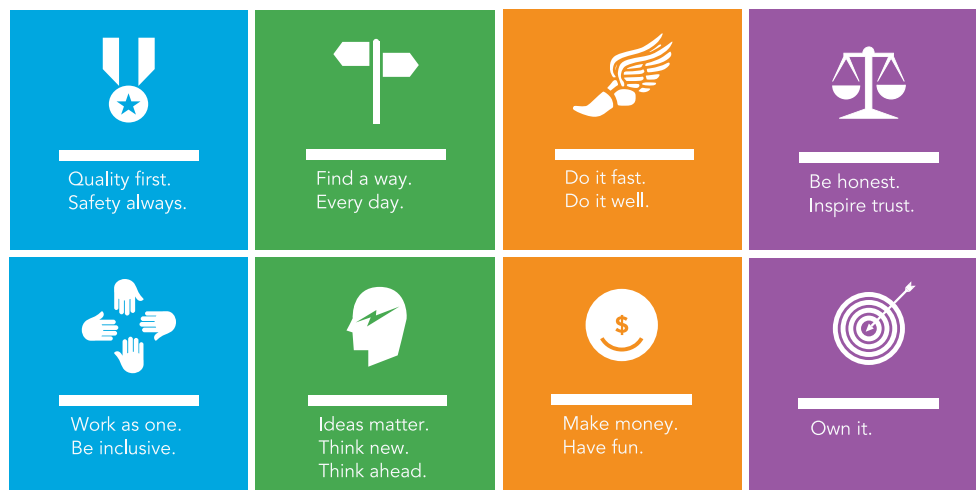 Quality first.
Safety always.
Find a way.
Every day.
Do it fast.
Do it well.
Be honest.
Inspire trust.
Work as one.
Be inclusive.
Ideas matter.
Think new.
Think ahead.
$
Make money.
Have fun.
Own it.